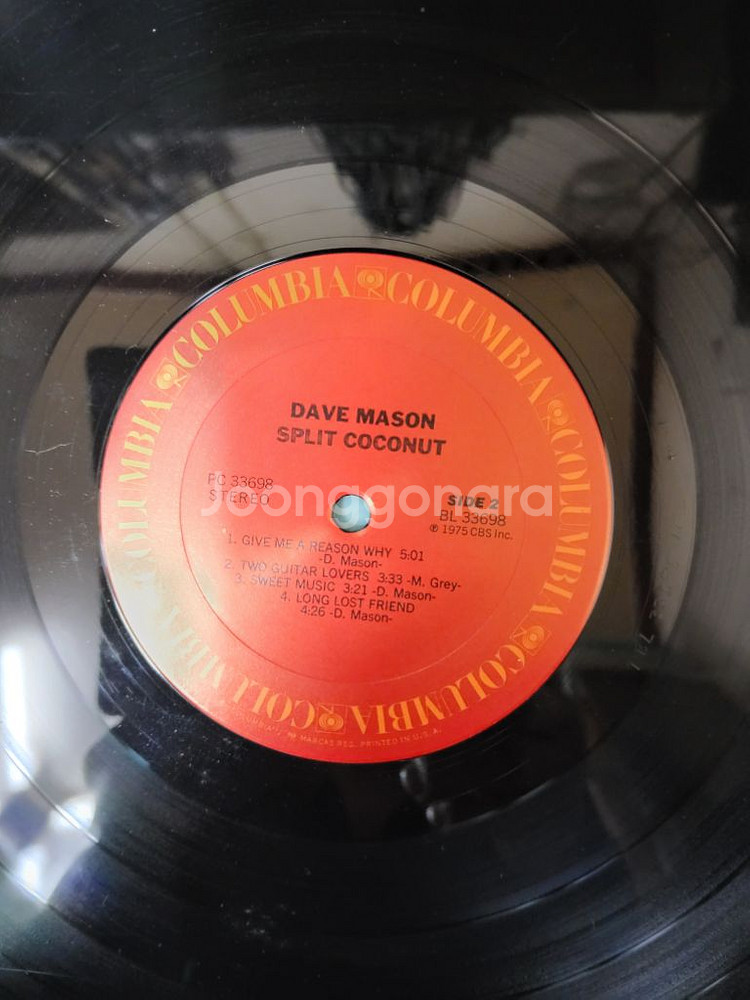 COLUMBIA COLUMBIA COLUMBIA COLUMBIA COLUMBIA COLUMBIA
DAVE MASON
SPLIT COCONUT
PC 33698
STEREO
SIDE 2
BL 33698
℗ 1975 CBS Inc.
Joonggonara
1. GIVE ME A REASON WHY 5:01
-D. Mason-
2. TWO GUITAR LOVERS 3:33 -M. Grey-
3. SWEET MUSIC 3:21 -D. Mason-
4. LONG LOST FRIEND
4:26 -D. Mason-
MARCAS REG. PRINTED IN U.S.A.